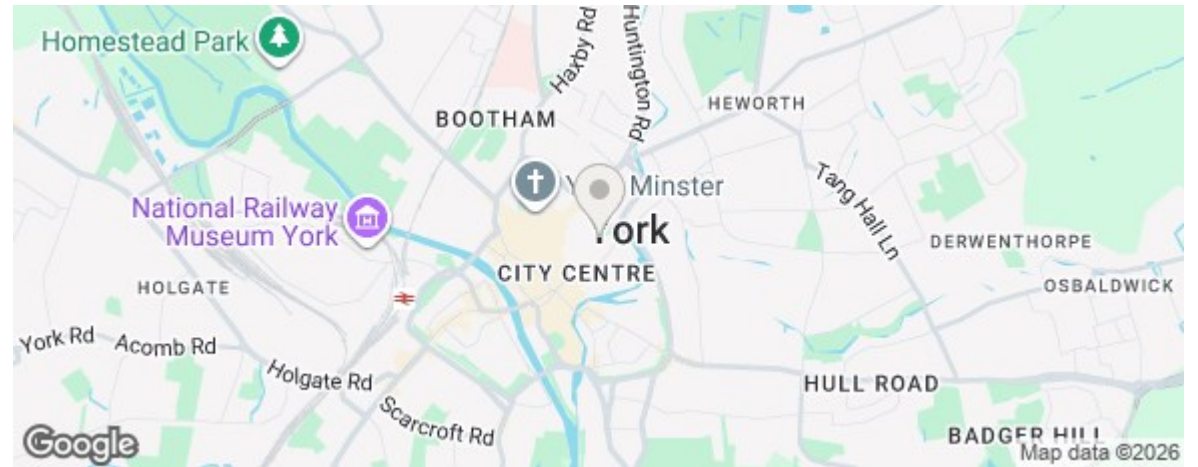 Homestead Park
Haxby Rd
Huntington Rd
HEWORTH
BOOTHAM
Minster
Tang Hall Ln
National Railway
Museum York
York
DERWENTHORPE
CITY CENTRE
HOLGATE
OSBALDWICK
York Rd
Acomb Rd
Holgate Rd
HULL ROAD
Scarcroft Rd
BADGER HILL
Google
Map data ©2026